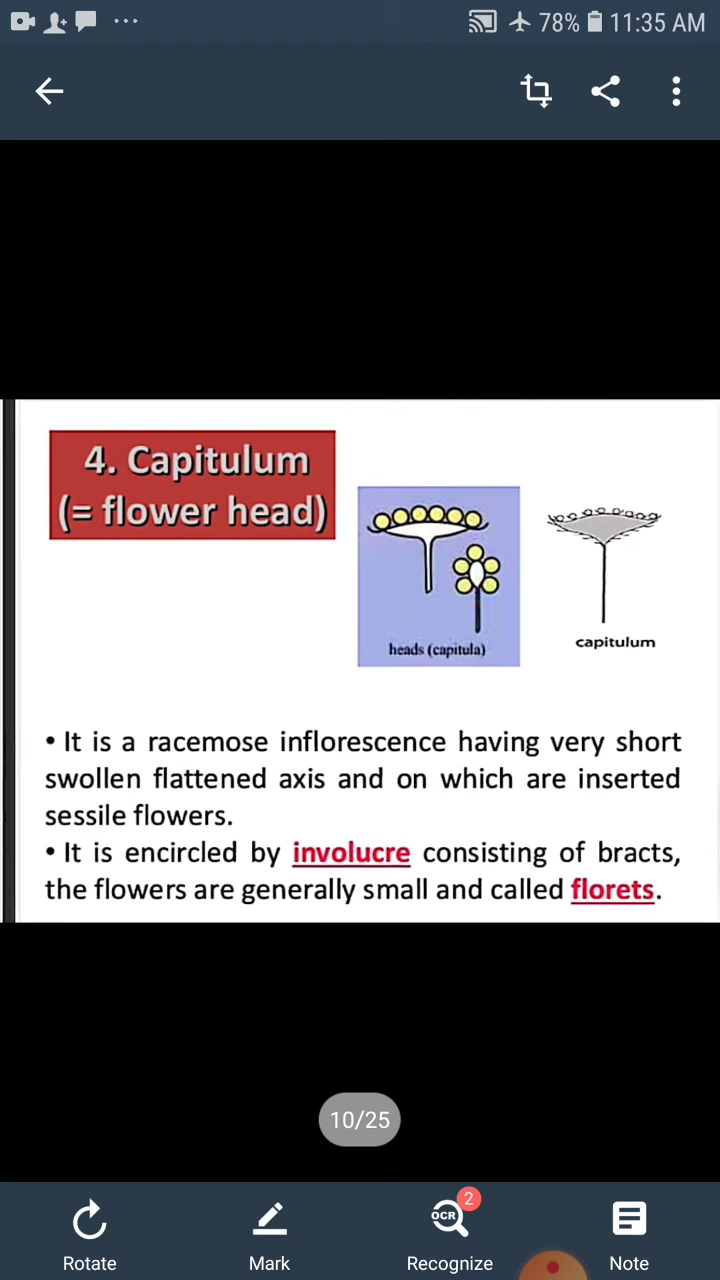 78% 11:35 AM
4. Capitulum
(= flower head)
heads (capitula)
capitulum
• It is a racemose inflorescence having very short
swollen flattened axis and on which are inserted
sessile flowers.
• It is encircled by involucre consisting of bracts,
the flowers are generally small and called florets.
10/25
OCR
2
Rotate
Mark
Recognize
Note